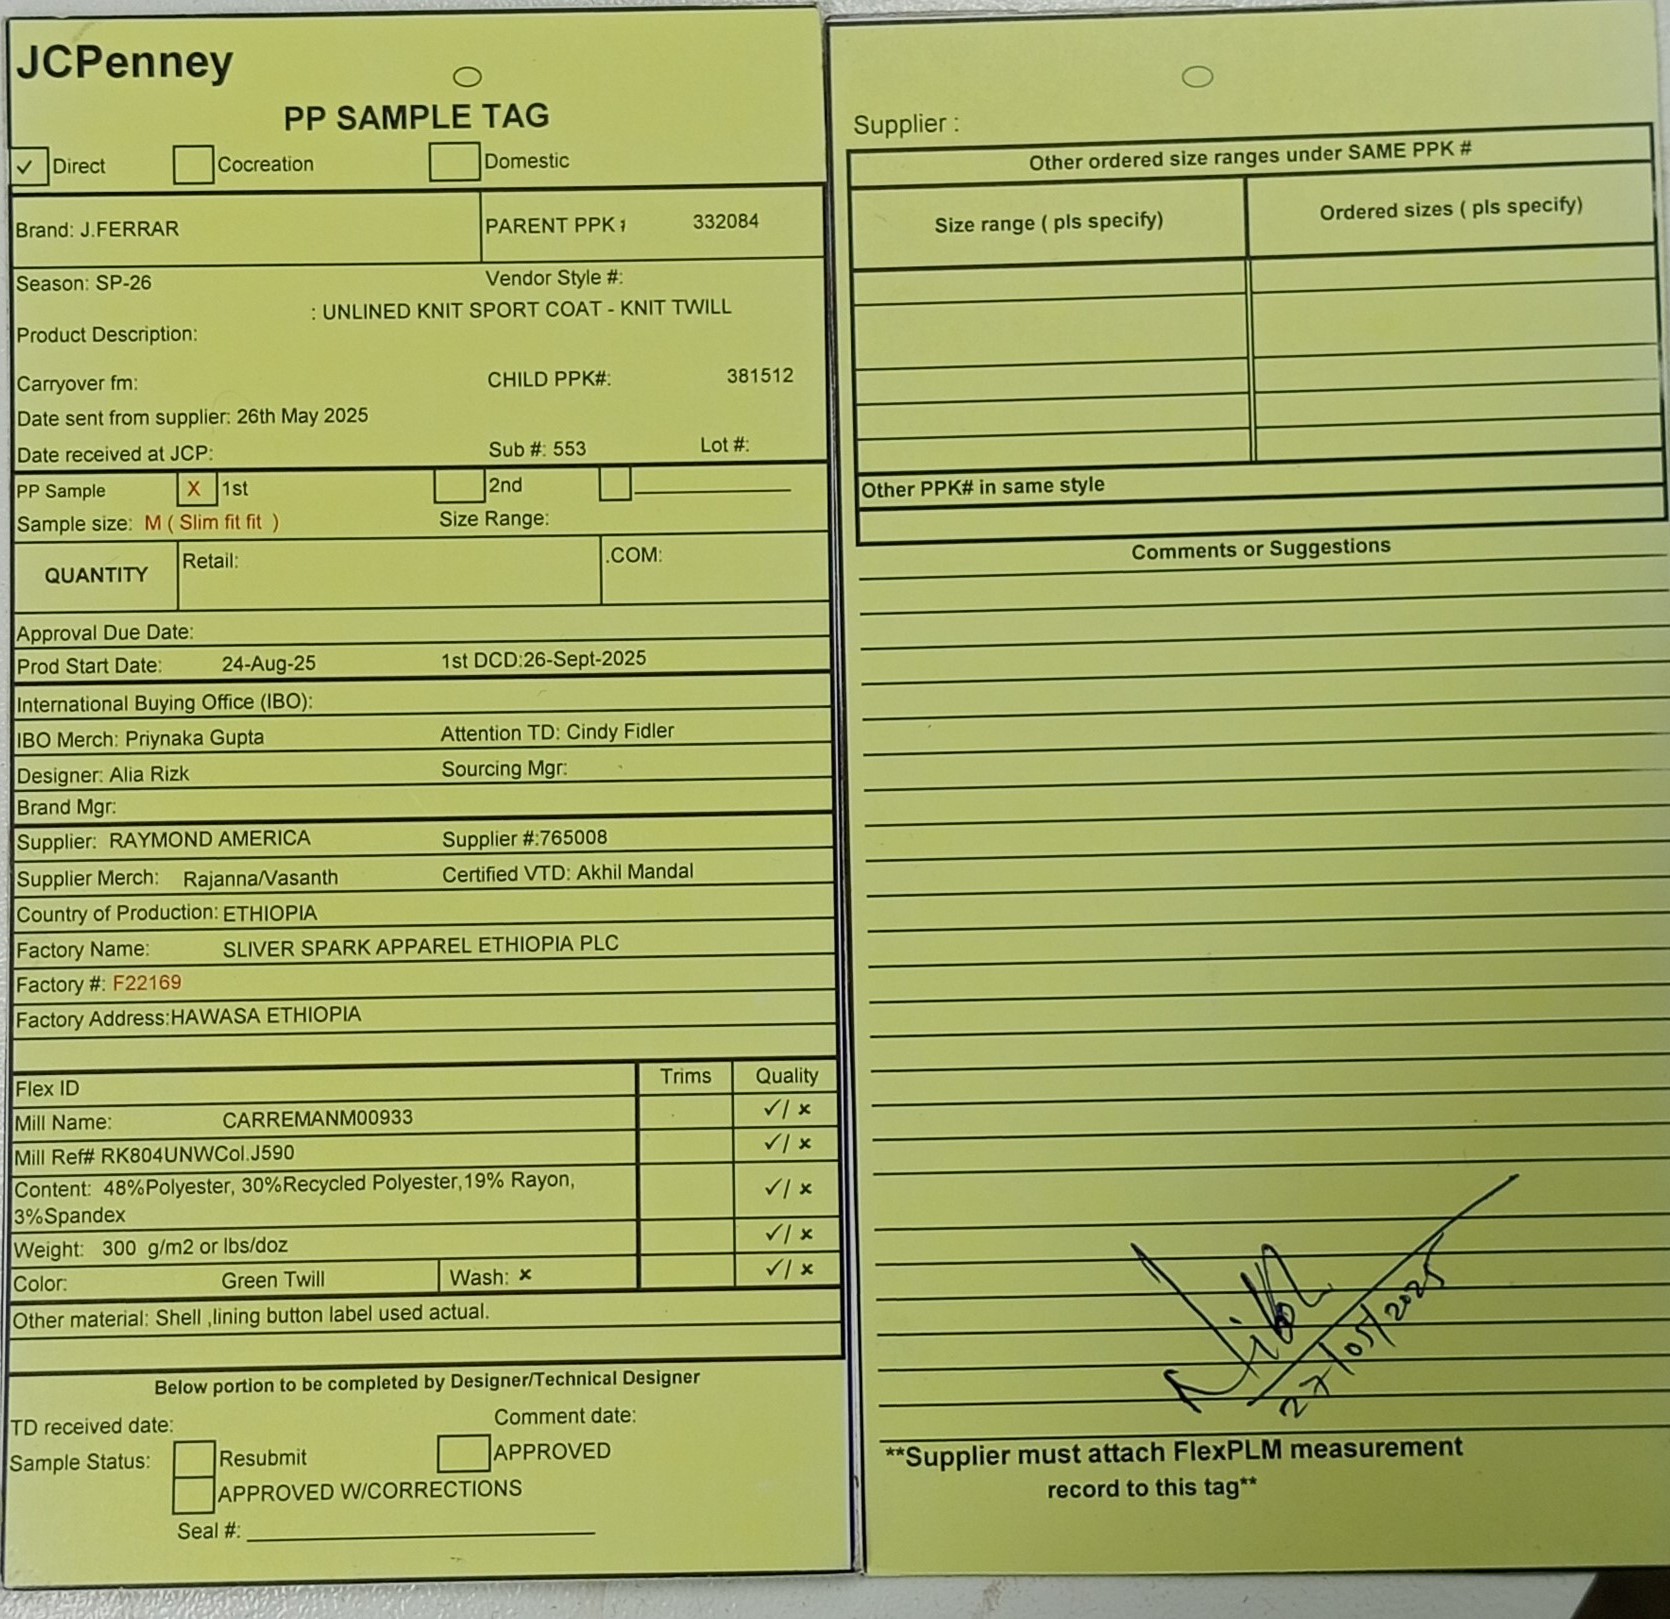 JCPenney
PP SAMPLE TAG
✓ Direct Cocreation Domestic
Brand: J.FERRAR PARENT PPK 332084
Season: SP-26 Vendor Style #:
: UNLINED KNIT SPORT COAT - KNIT TWILL
Product Description:
Carryover fm: CHILD PPK#: 381512
Date sent from supplier: 26th May 2025
Date received at JCP: Sub #: 553 Lot #:
PP Sample X 1st 2nd
Sample size: M ( Slim fit fit ) Size Range:
QUANTITY Retail: .COM:
Approval Due Date:
Prod Start Date: 24-Aug-25 1st DCD:26-Sept-2025
International Buying Office (IBO):
IBO Merch: Priynaka Gupta Attention TD: Cindy Fidler
Designer: Alia Rizk Sourcing Mgr:
Brand Mgr:
Supplier: RAYMOND AMERICA Supplier #:765008
Supplier Merch: Rajanna/Vasanth Certified VTD: Akhil Mandal
Country of Production: ETHIOPIA
Factory Name: SLIVER SPARK APPAREL ETHIOPIA PLC
Factory #: F22169
Factory Address:HAWASA ETHIOPIA
Flex ID Trims Quality
Mill Name: CARREMANM00933 ✓/ x
Mill Ref# RK804UNWCol.J590 ✓/ x
Content: 48%Polyester, 30%Recycled Polyester,19% Rayon, ✓/ x
3%Spandex
Weight: 300 g/m2 or lbs/doz ✓/ x
Color: Green Twill Wash: x ✓/ x
Other material: Shell ,lining button label used actual.
Below portion to be completed by Designer/Technical Designer
TD received date: Comment date:
Sample Status: Resubmit APPROVED
APPROVED W/CORRECTIONS
Seal #:
Supplier :
Other ordered size ranges under SAME PPK #
Size range ( pls specify) Ordered sizes ( pls specify)
Other PPK# in same style
Comments or Suggestions
27/05/2025
**Supplier must attach FlexPLM measurement
record to this tag**